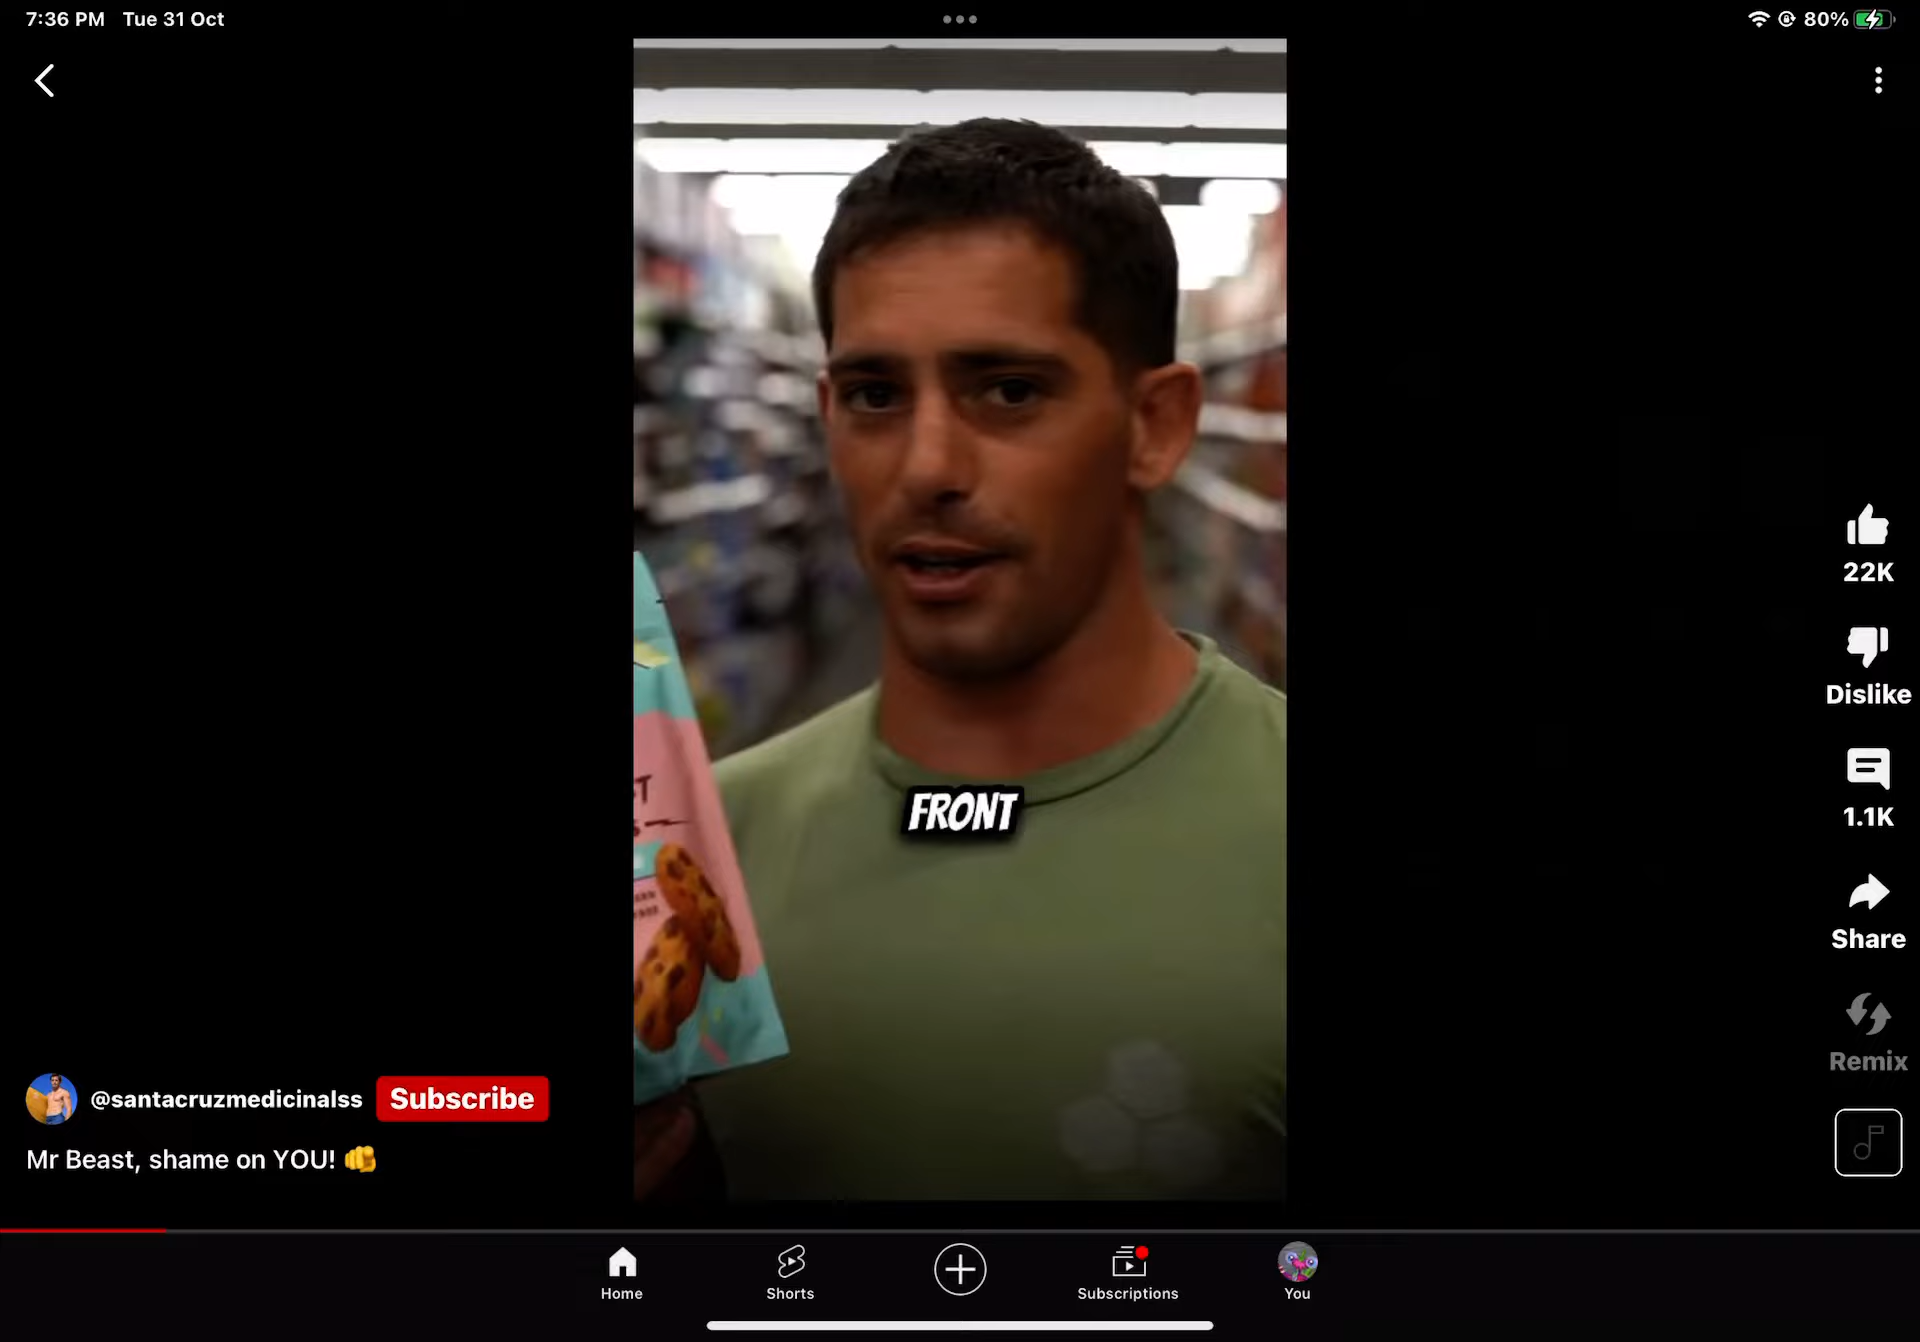 7:36 PM Tue 31 Oct
80%
T
FRONT
22K
Dislike
1.1K
Share
Remix
@santacruzmedicinalss
Subscribe
Mr Beast, shame on YOU! 🫵
Home
Shorts
Subscriptions
You